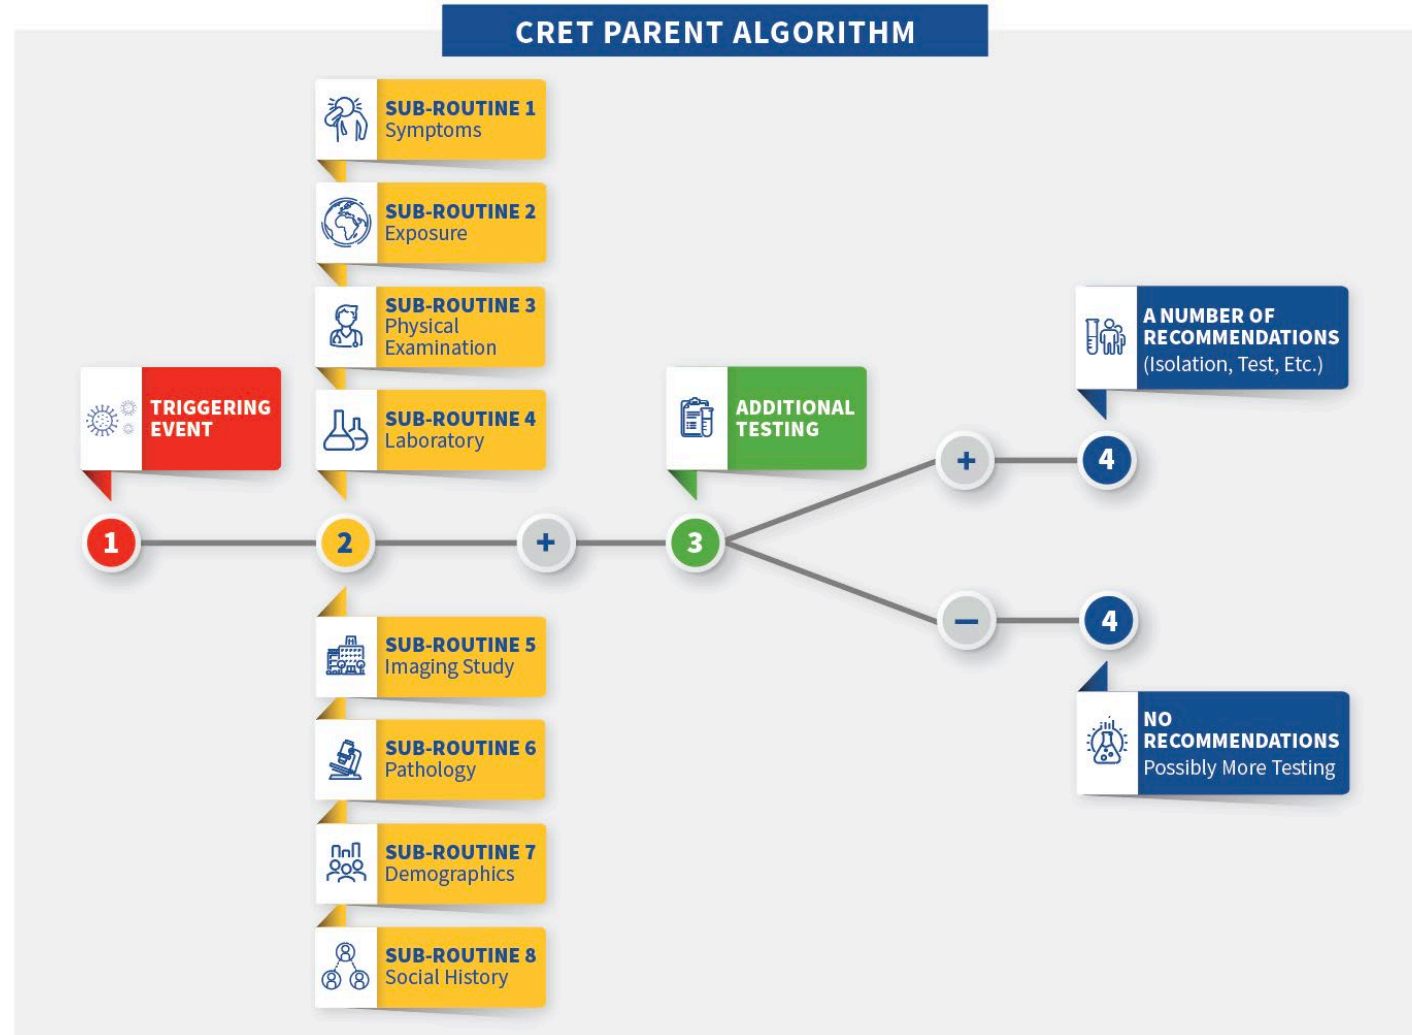 CRET PARENT ALGORITHM
SUB-ROUTINE 1
Symptoms
SUB-ROUTINE 2
Exposure
SUB-ROUTINE 3
Physical
Examination
SUB-ROUTINE 4
Laboratory
TRIGGERING
EVENT
ADDITIONAL
TESTING
A NUMBER OF
RECOMMENDATIONS
(Isolation, Test, Etc.)
1
2
+
3
+
4
−
4
SUB-ROUTINE 5
Imaging Study
SUB-ROUTINE 6
Pathology
SUB-ROUTINE 7
Demographics
SUB-ROUTINE 8
Social History
NO
RECOMMENDATIONS
Possibly More Testing